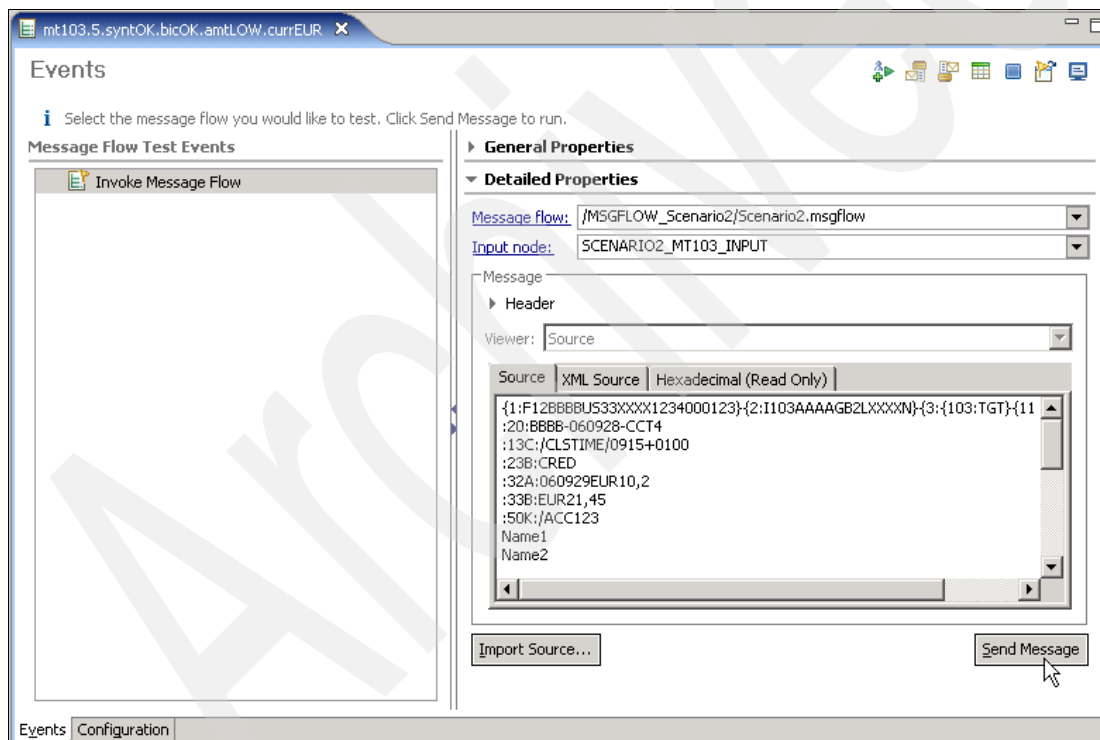 mt103.5.syntOK.bicOK.amtLOW.currEUR
Events
Select the message flow you would like to test. Click Send Message to run.
Message Flow Test Events
Invoke Message Flow
General Properties
Detailed Properties
Message flow: /MSGFLOW_Scenario2/Scenario2.msgflow
Input node: SCENARIO2_MT103_INPUT
Message
Header
Viewer: Source
Source XML Source Hexadecimal (Read Only)
{1:F12BBBBUS33XXXX1234000123}{2:I103AAAAGB2LXXXXN}{3:{103:TGT}{11
:20:BBBB-060928-CCT4
:13C:/CLSTIME/0915+0100
:23B:CRED
:32A:060929EUR10,2
:33B:EUR21,45
:50K:/ACC123
Name1
Name2
Import Source... Send Message
Events Configuration
Archived